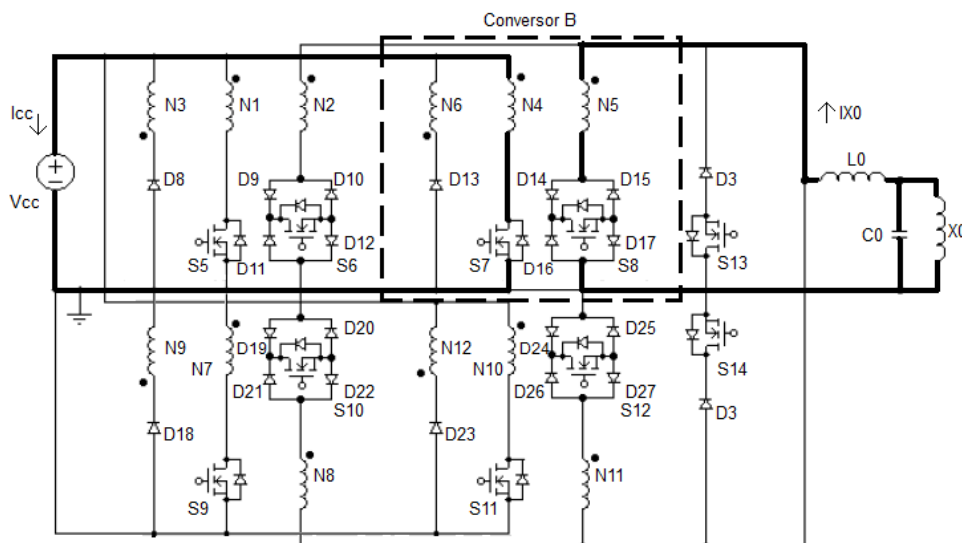 Conversor B
Icc
Vcc
N3
N1
N2
N6
N4
N5
IX0
L0
D8
D9
D10
D13
D14
D15
D3
C0
X0
S5
D11
D12
S6
S7
D16
D17
S8
S13
N9
N7
D19
D20
D21
D22
S10
N12
N10
D24
D25
D26
D27
S12
S14
D18
D23
D3
S9
N8
S11
N11